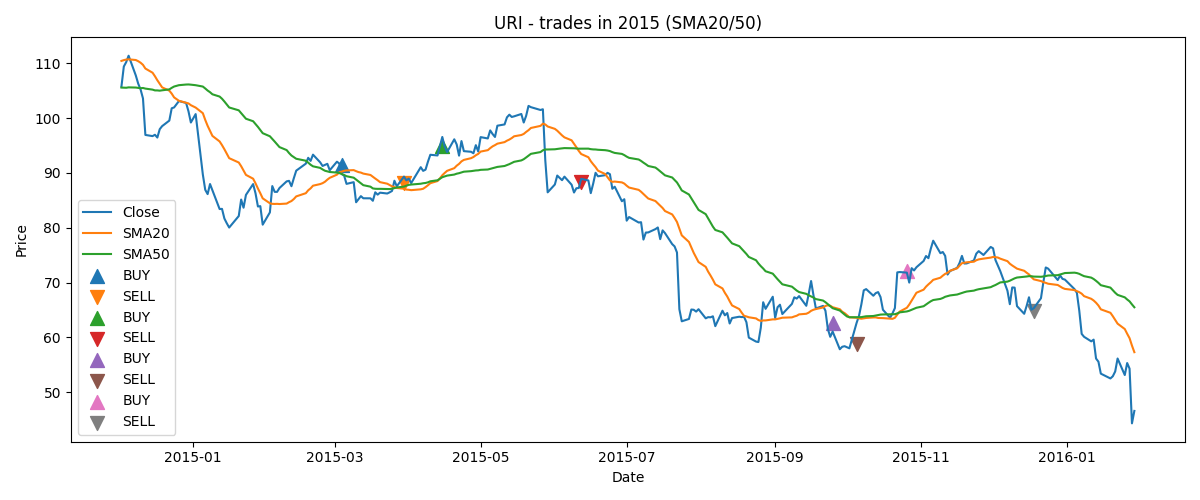 URI - trades in 2015 (SMA20/50)
Price
110
100
90
80
70
60
50
Close
SMA20
SMA50
BUY
SELL
BUY
SELL
BUY
SELL
BUY
SELL
2015-01
2015-03
2015-05
2015-07
2015-09
2015-11
2016-01
Date